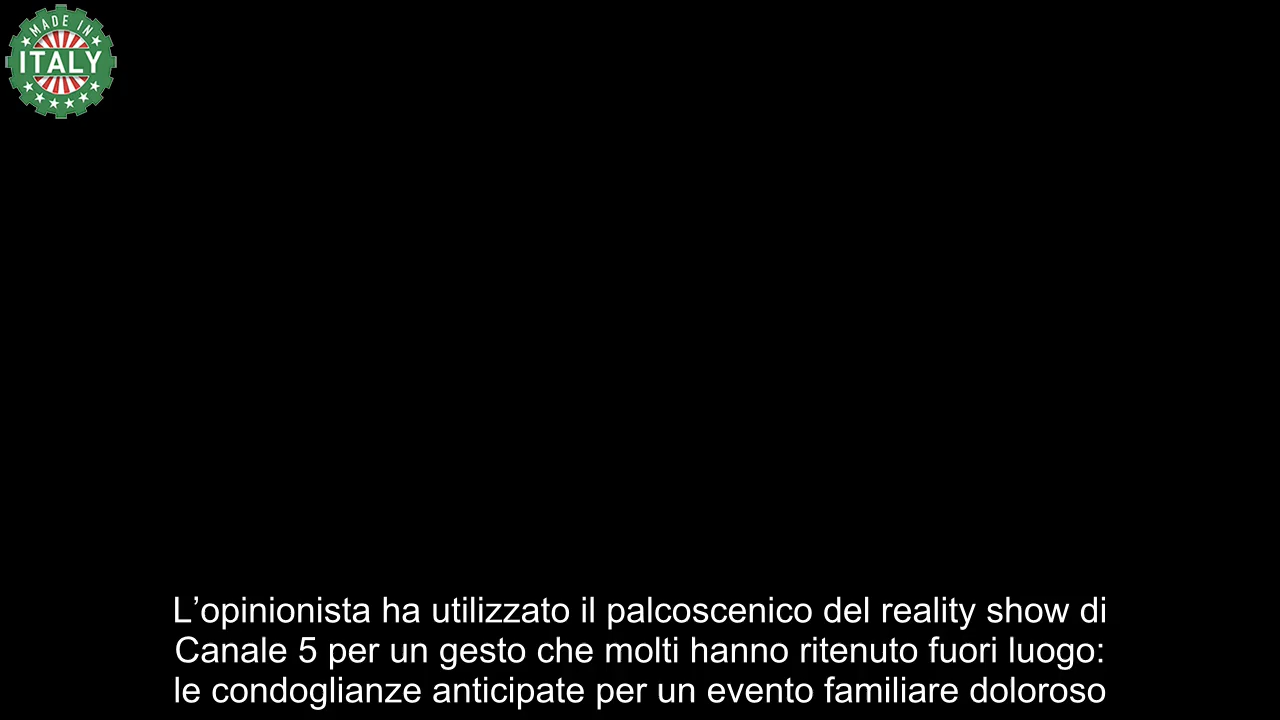 MADE IN
ITALY
L’opinionista ha utilizzato il palcoscenico del reality show di
Canale 5 per un gesto che molti hanno ritenuto fuori luogo:
le condoglianze anticipate per un evento familiare doloroso